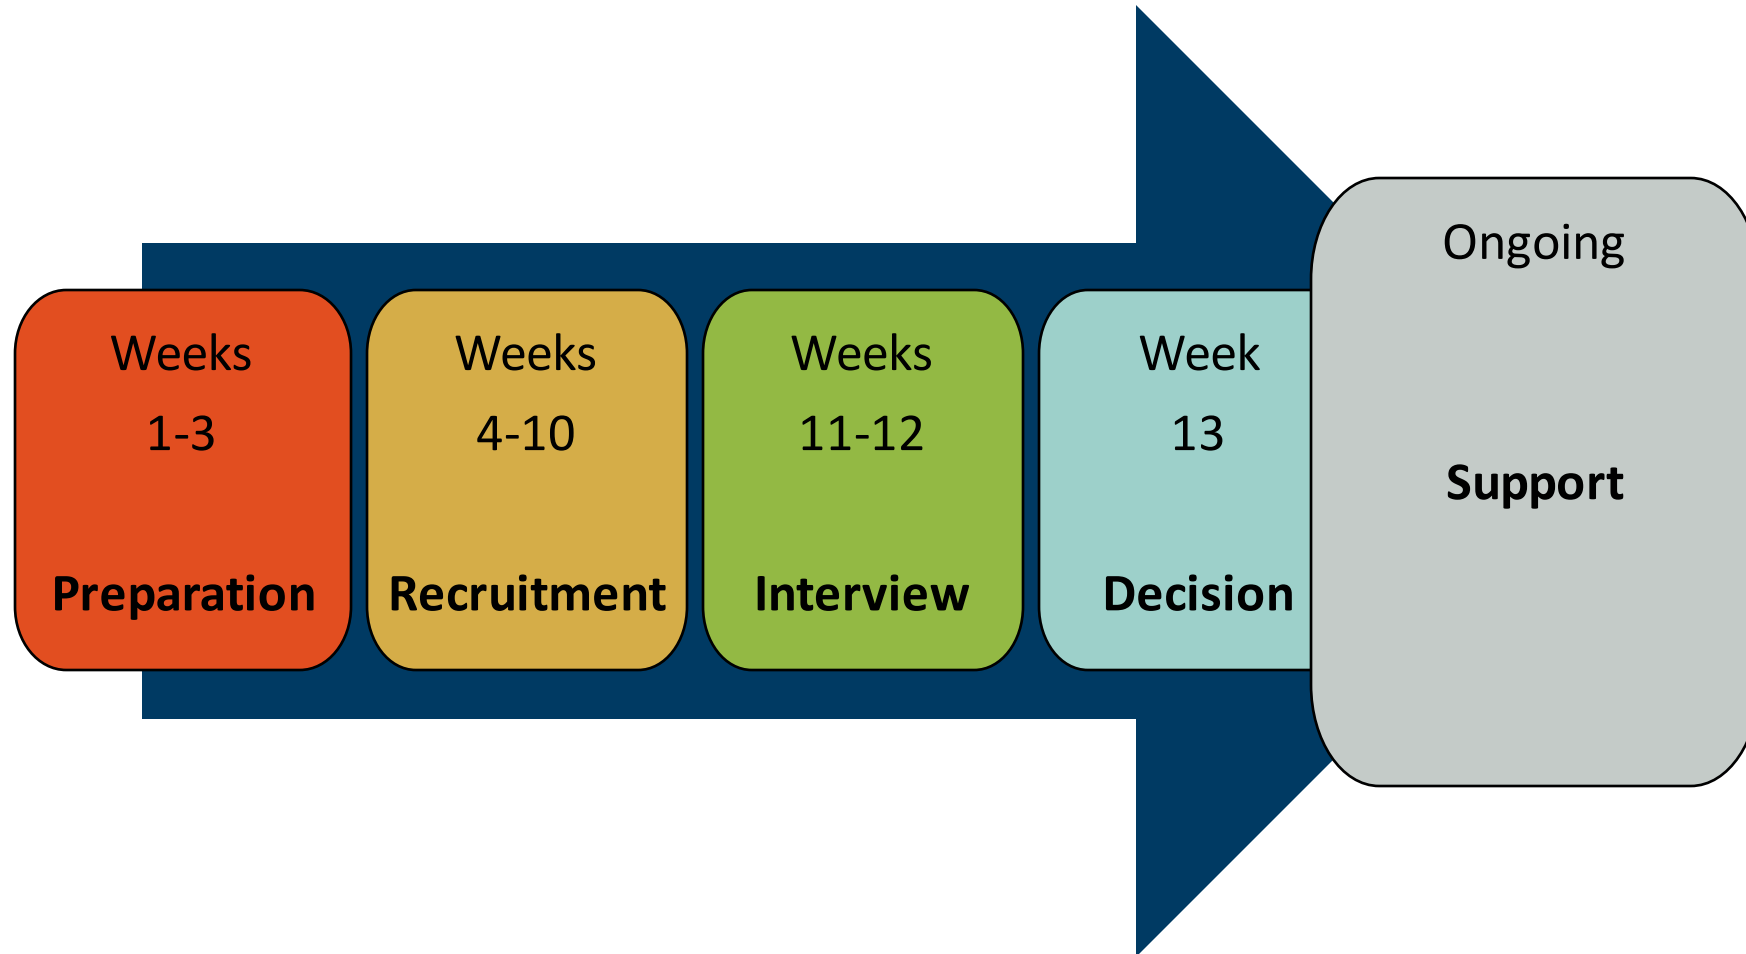 Weeks
1-3
Preparation
Weeks
4-10
Recruitment
Weeks
11-12
Interview
Week
13
Decision
Ongoing
Support